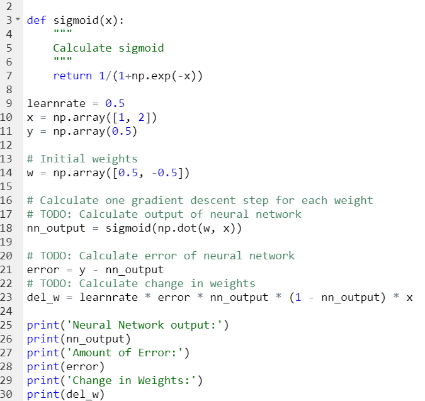 2
3 def sigmoid(x):
4     """
5     Calculate sigmoid
6     """
7     return 1/(1+np.exp(-x))
8
9 learnrate = 0.5
10 x = np.array([1, 2])
11 y = np.array(0.5)
12
13 # Initial weights
14 w = np.array([0.5, -0.5])
15
16 # Calculate one gradient descent step for each weight
17 # TODO: Calculate output of neural network
18 nn_output = sigmoid(np.dot(w, x))
19
20 # TODO: Calculate error of neural network
21 error = y - nn_output
22 # TODO: Calculate change in weights
23 del_w = learnrate * error * nn_output * (1 - nn_output) * x
24
25 print('Neural Network output:')
26 print(nn_output)
27 print('Amount of Error:')
28 print(error)
29 print('Change in Weights:')
30 print(del_w)